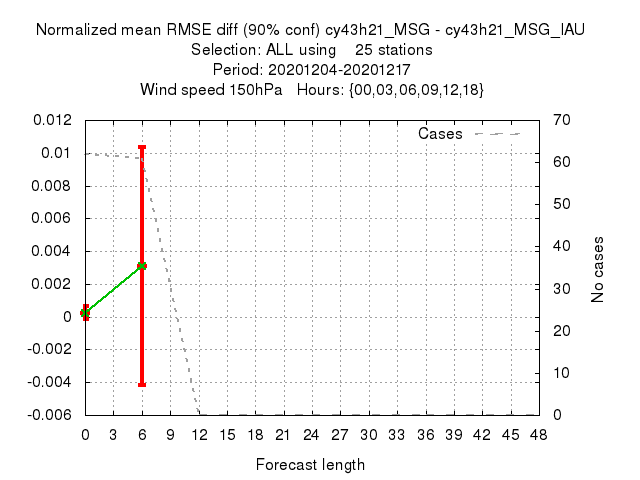 Normalized mean RMSE diff (90% conf) cy43h21_MSG - cy43h21_MSG_IAU
Selection: ALL using    25 stations
Period: 20201204-20201217
Wind speed 150hPa   Hours: {00,03,06,09,12,18}
0.012
0.01
0.008
0.006
0.004
0.002
0
-0.002
-0.004
-0.006
Cases
70
60
50
40
30
20
10
0
No cases
0 3 6 9 12 15 18 21 24 27 30 33 36 39 42 45 48
Forecast length